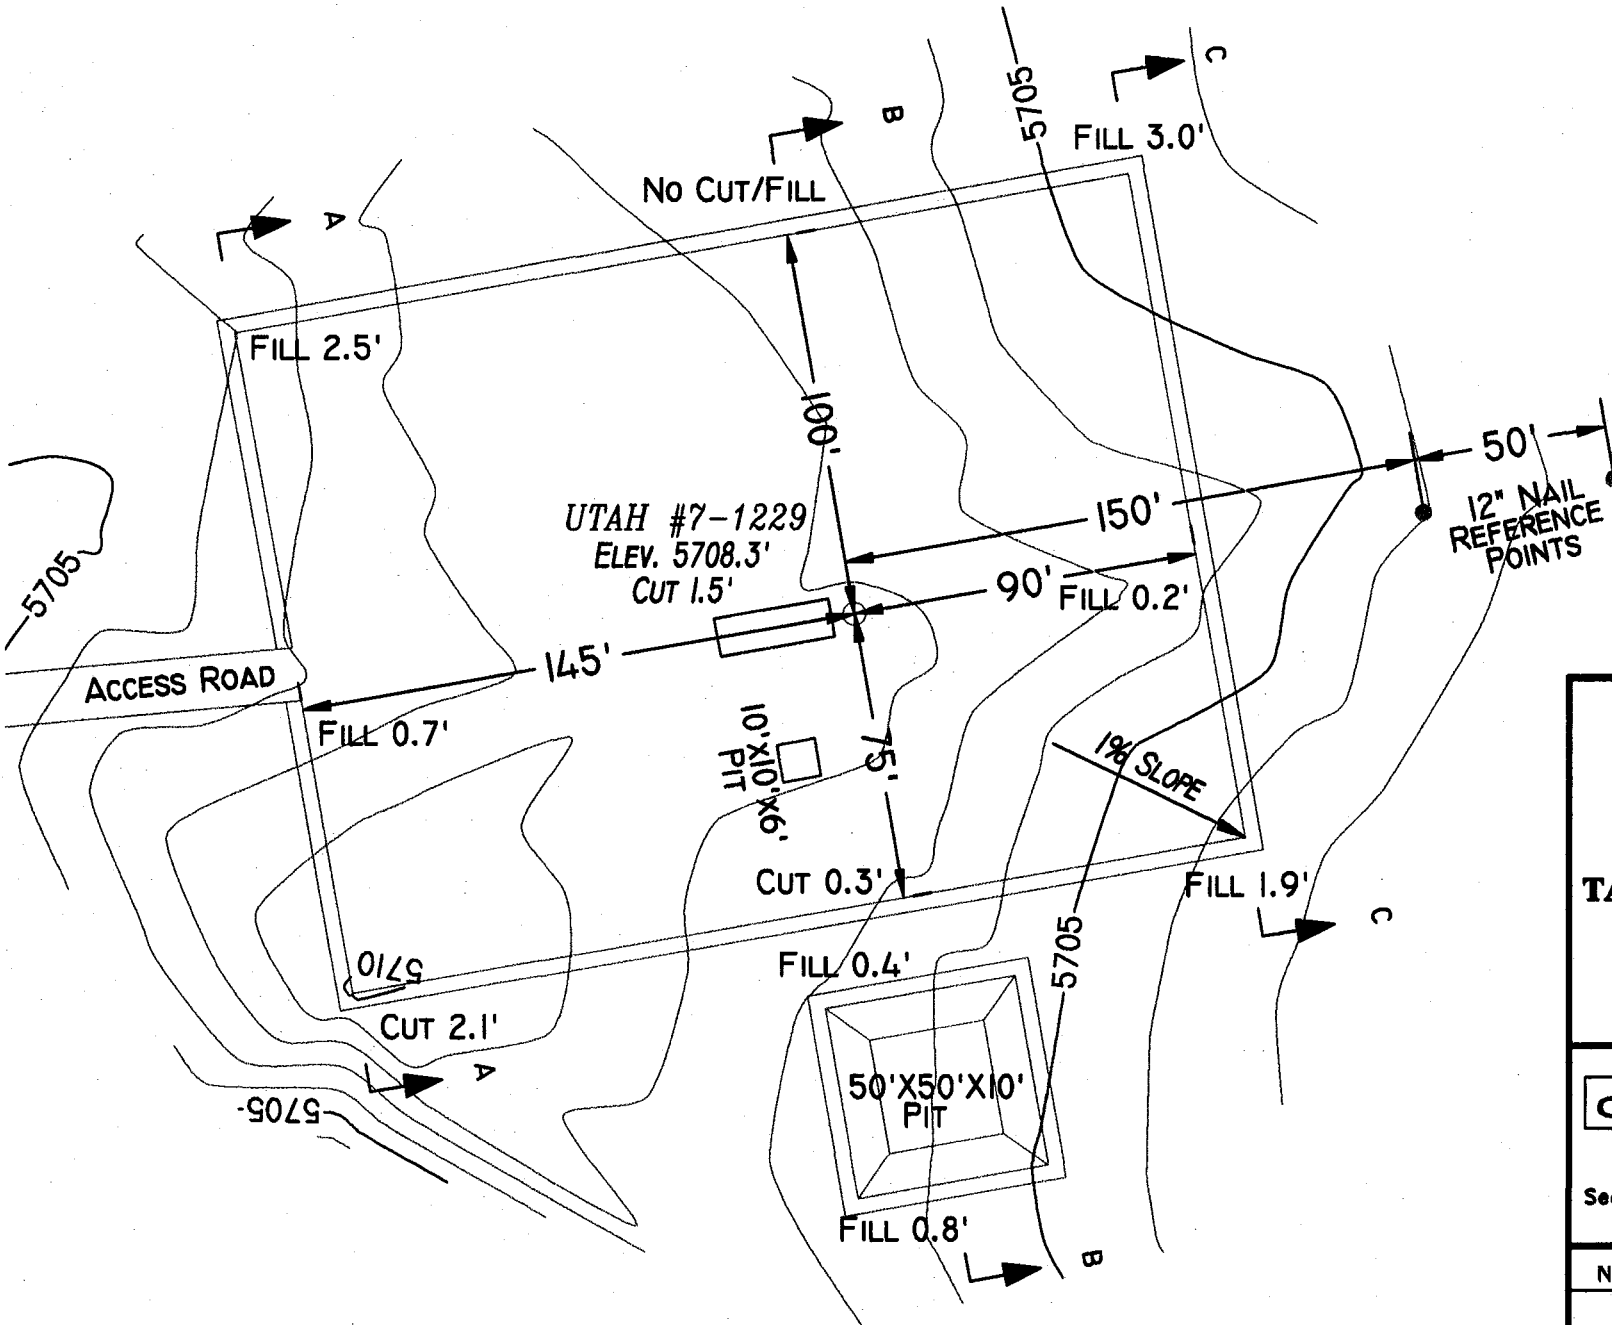 C
5705
FILL 3.0'
B
NO CUT/FILL
A
FILL 2.5'
100'
50'
150'
12" NAIL
REFERENCE
POINTS
UTAH #7-1229
ELEV. 5708.3'
CUT 1.5'
90'
FILL 0.2'
5705
145'
ACCESS ROAD
FILL 0.7'
10'X10'X6'
PIT
75'
1% SLOPE
CUT 0.3'
FILL 1.9'
C
5705
5710
FILL 0.4'
CUT 2.1'
A
50'X50'X10'
PIT
5705
FILL 0.8'
B
TA
C
Se
N